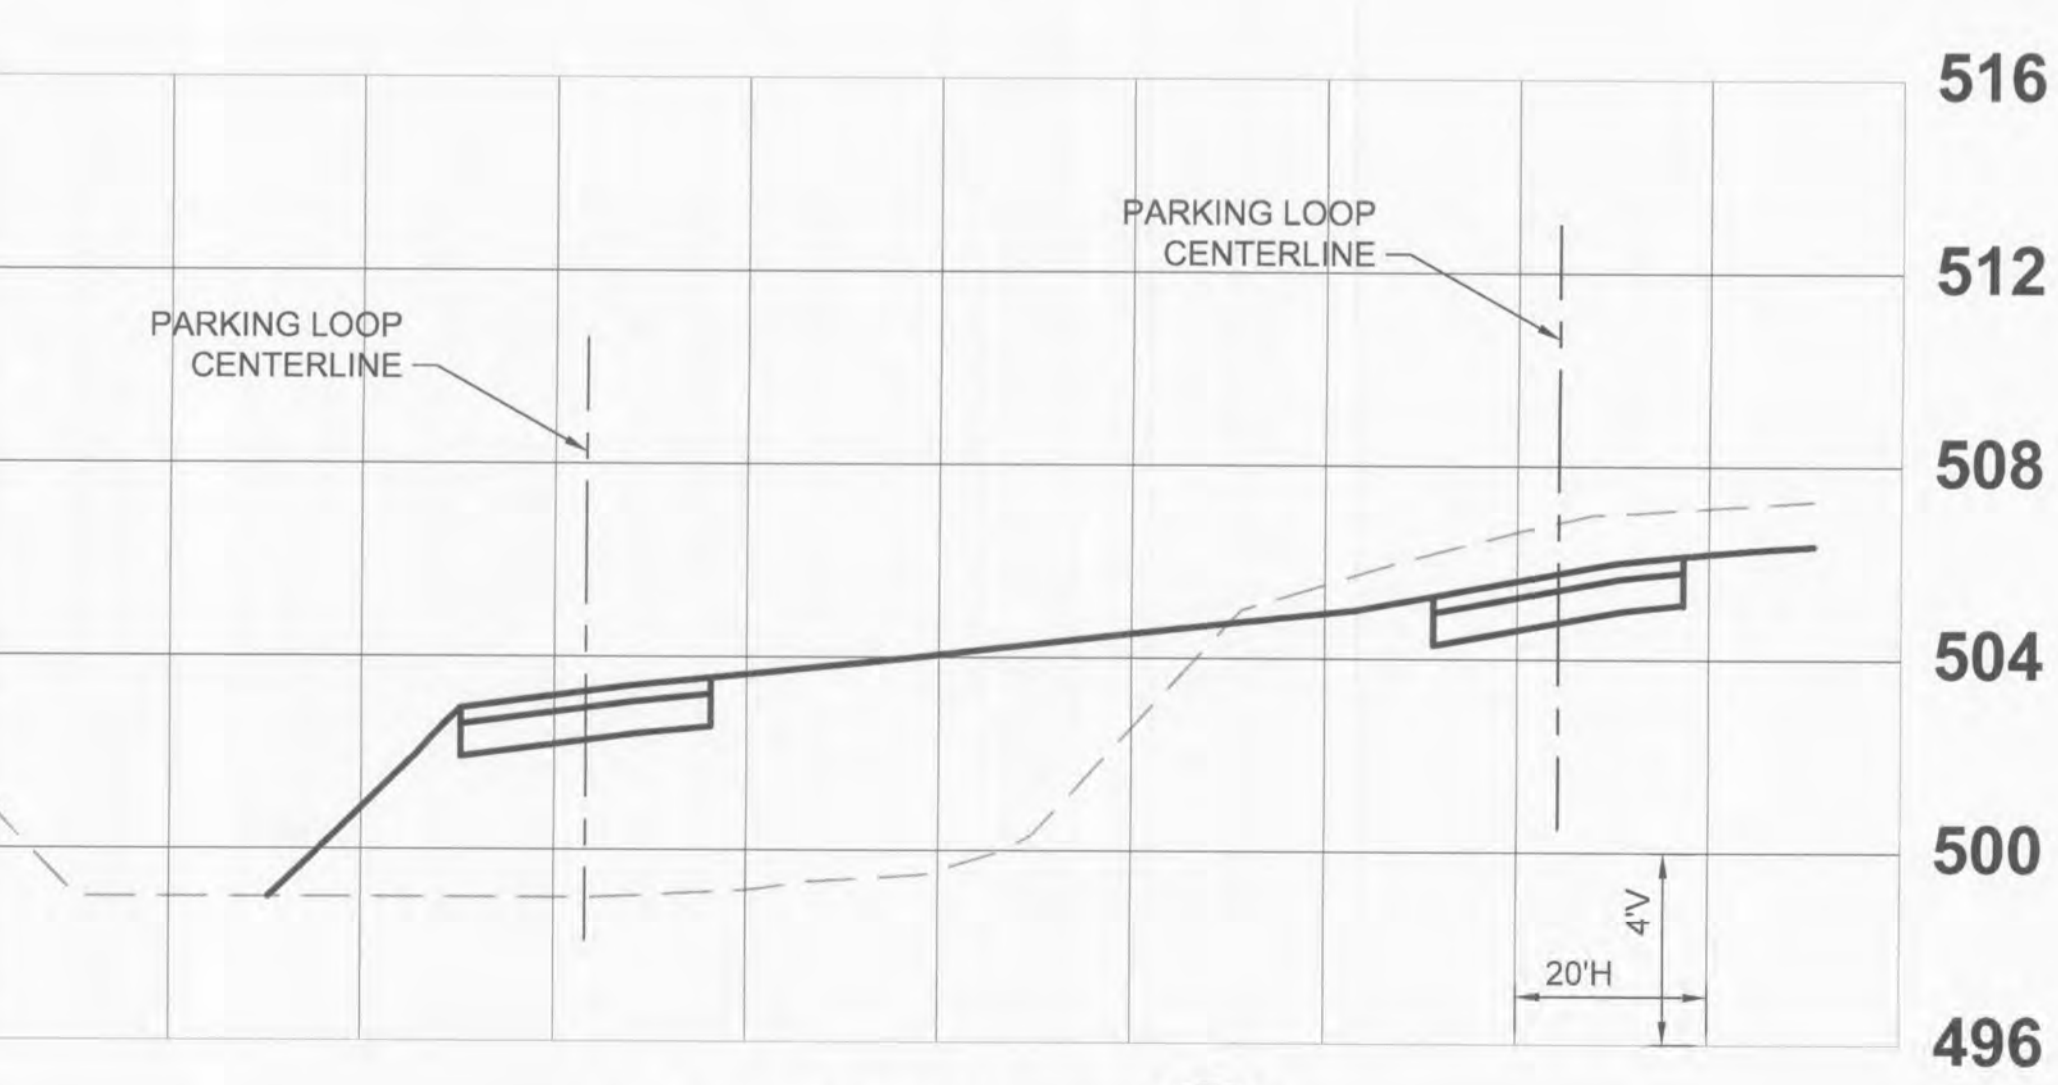 516
PARKING LOOP
CENTERLINE
512
PARKING LOOP
CENTERLINE
508
504
500
4'V
20'H
496